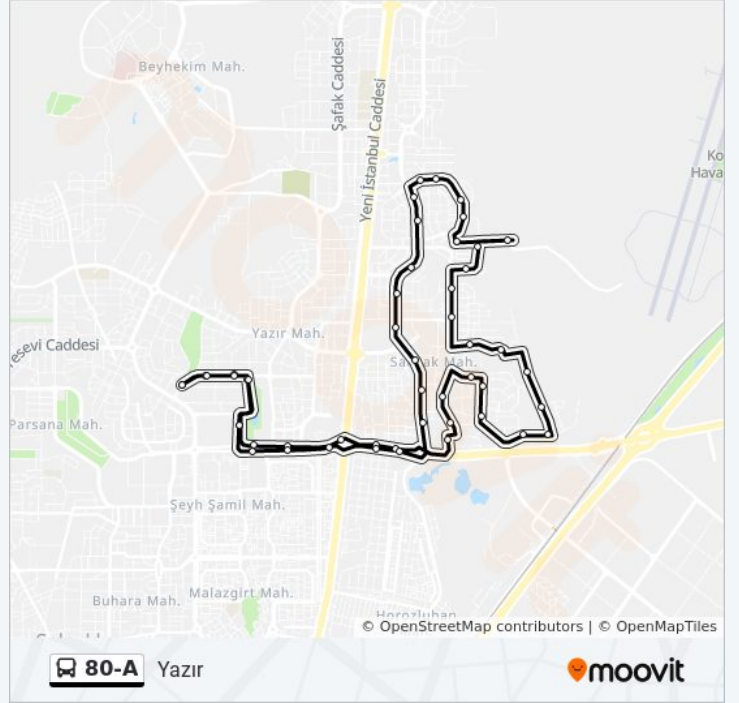 Beyhekim Mah.
Şafak Caddesi
Yeni İstanbul Caddesi
Ko
Hava
Yazır Mah.
esevi Caddesi
Mah.
Parsana Mah.
Şeyh Şamil Mah.
Malazgirt Mah.
Buhara Mah.
Horozluhan
© OpenStreetMap contributors | © OpenMapTiles
80-A Yazır
moovit